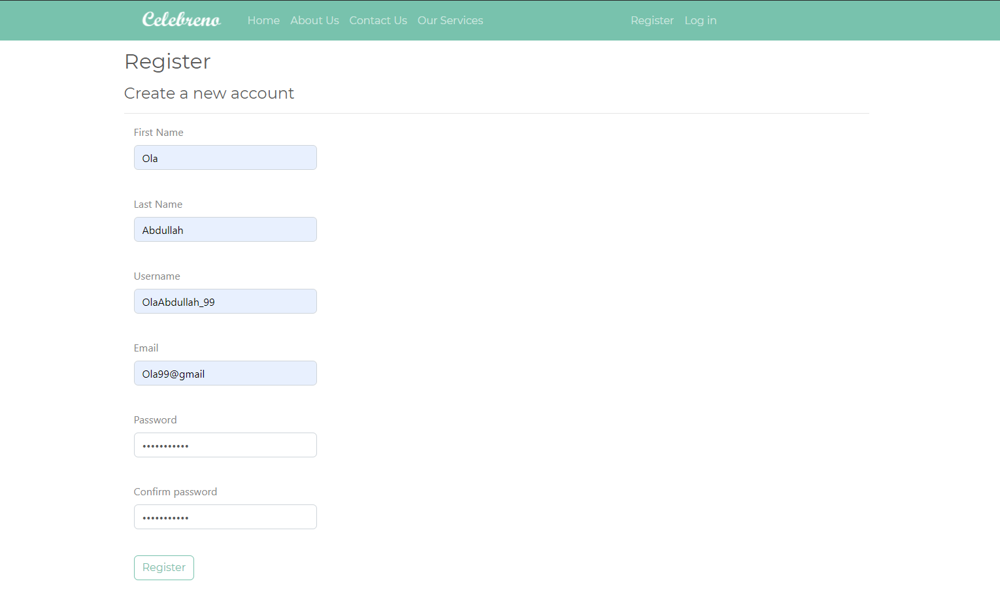 Celebreno Home About Us Contact Us Our Services Register Log in
Register
Create a new account
First Name
Ola
Last Name
Abdullah
Username
OlaAbdullah_99
Email
Ola99@gmail
Password
•••••••••••
Confirm password
•••••••••••
Register